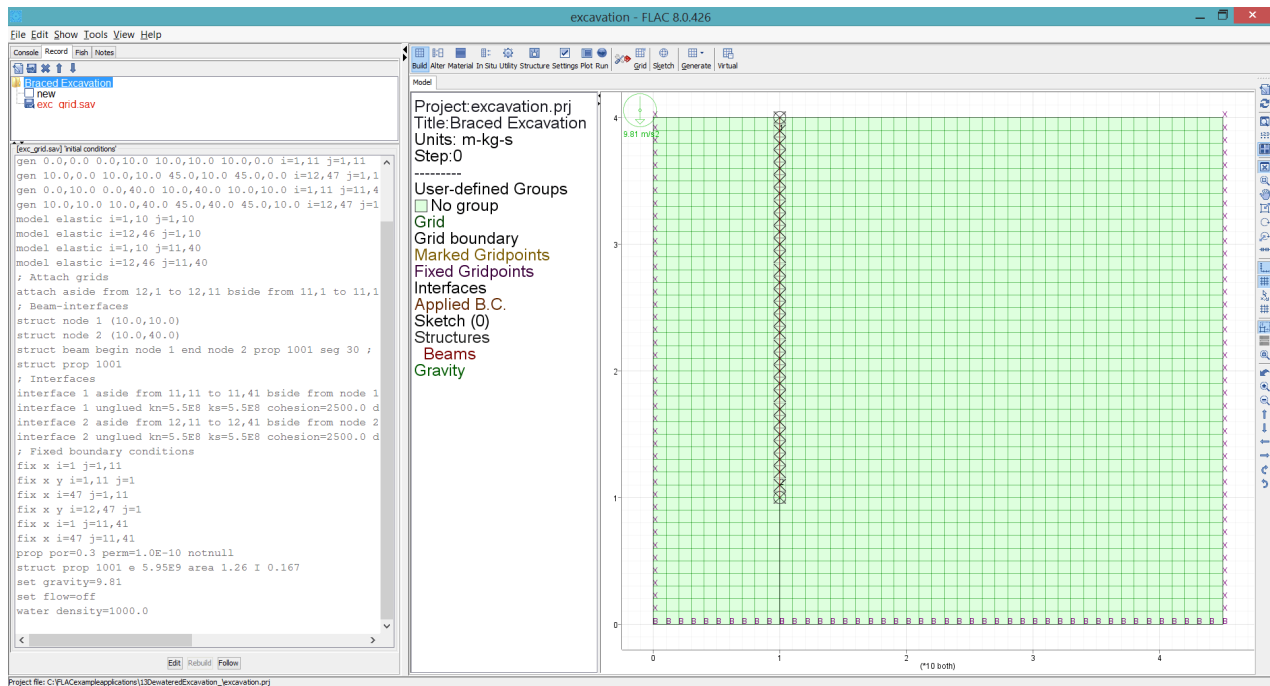 excavation - FLAC 8.0.426
File Edit Show Tools View Help
Console Record Fish Notes
Braced Excavation
new
exc_grid.sav
[exc_grid.sav] 'initial conditions'
gen 0.0,0.0 0.0,10.0 10.0,10.0 10.0,0.0 i=1,11 j=1,11
gen 10.0,0.0 10.0,10.0 45.0,10.0 45.0,0.0 i=12,47 j=1,1
gen 0.0,10.0 0.0,40.0 10.0,40.0 10.0,10.0 i=1,11 j=11,4
gen 10.0,10.0 10.0,40.0 45.0,40.0 45.0,10.0 i=12,47 j=1
model elastic i=1,10 j=1,10
model elastic i=12,46 j=1,10
model elastic i=1,10 j=11,40
model elastic i=12,46 j=11,40
; Attach grids
attach aside from 12,1 to 12,11 bside from 11,1 to 11,1
; Beam-interfaces
struct node 1 (10.0,10.0)
struct node 2 (10.0,40.0)
struct beam begin node 1 end node 2 prop 1001 seg 30 ;
struct prop 1001
; Interfaces
interface 1 aside from 11,11 to 11,41 bside from node 1
interface 1 unglued kn=5.5E8 ks=5.5E8 cohesion=2500.0 d
interface 2 aside from 12,11 to 12,41 bside from node 2
interface 2 unglued kn=5.5E8 ks=5.5E8 cohesion=2500.0 d
; Fixed boundary conditions
fix x i=1 j=1,11
fix x y i=1,11 j=1
fix x i=47 j=1,11
fix x y i=12,47 j=1
fix x i=1 j=11,41
fix x i=47 j=11,41
prop por=0.3 perm=1.0E-10 notnull
struct prop 1001 e 5.95E9 area 1.26 I 0.167
set gravity=9.81
set flow=off
water density=1000.0
Edit Rebuild Follow
Project file: C:\FLACexampleapplications\13DewateredExcavation_\excavation.prj
Build Alter Material In Situ Utility Structure Settings Plot Run Grid Sketch Generate Virtual
Model
Project:excavation.prj
Title:Braced Excavation
Units: m-kg-s
Step:0
---------
User-defined Groups
No group
Grid
Grid boundary
Marked Gridpoints
Fixed Gridpoints
Interfaces
Applied B.C.
Sketch (0)
Structures
Beams
Gravity
9.81 m/s2
4
3
2
1
0
0 1 2 3 4
(*10 both)